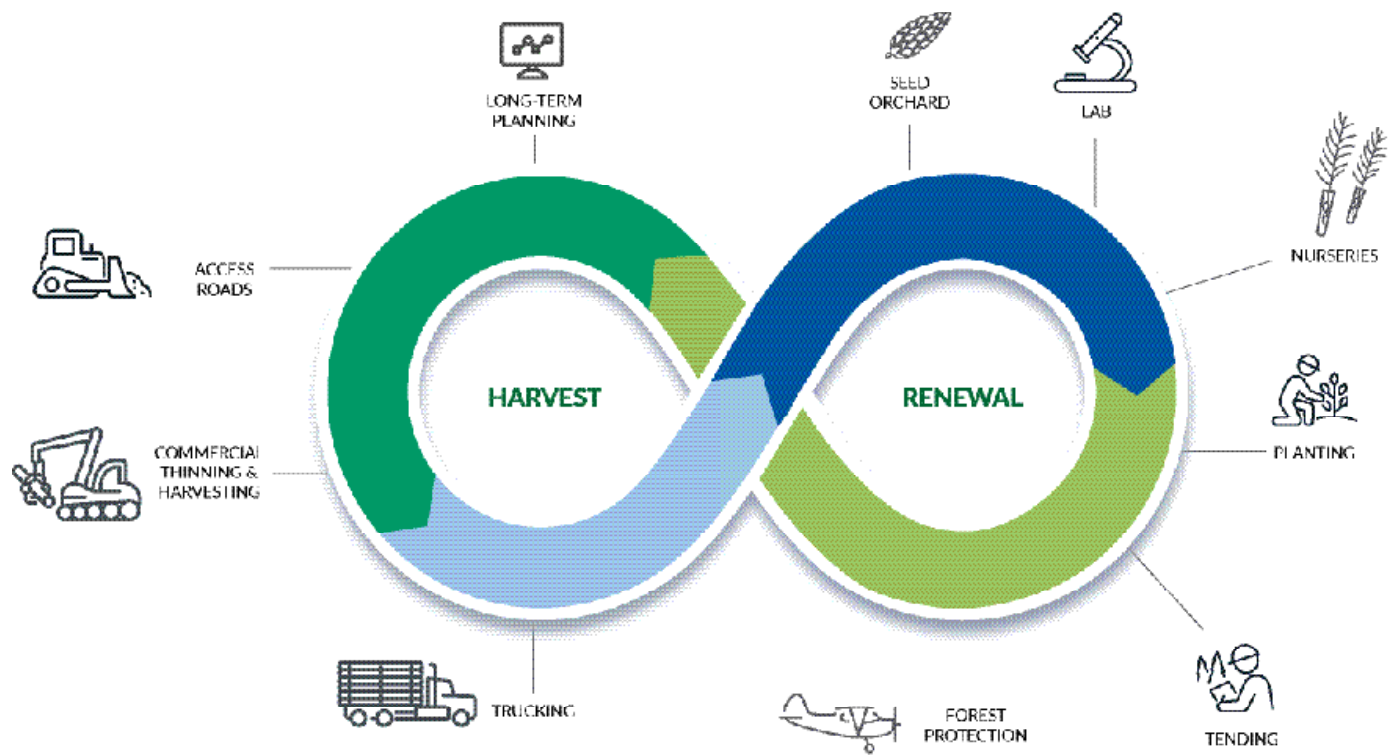 LONG-TERM
PLANNING
SEED
ORCHARD
LAB
NURSERIES
ACCESS
ROADS
HARVEST
RENEWAL
COMMERCIAL
THINNING &
HARVESTING
PLANTING
TRUCKING
FOREST
PROTECTION
TENDING